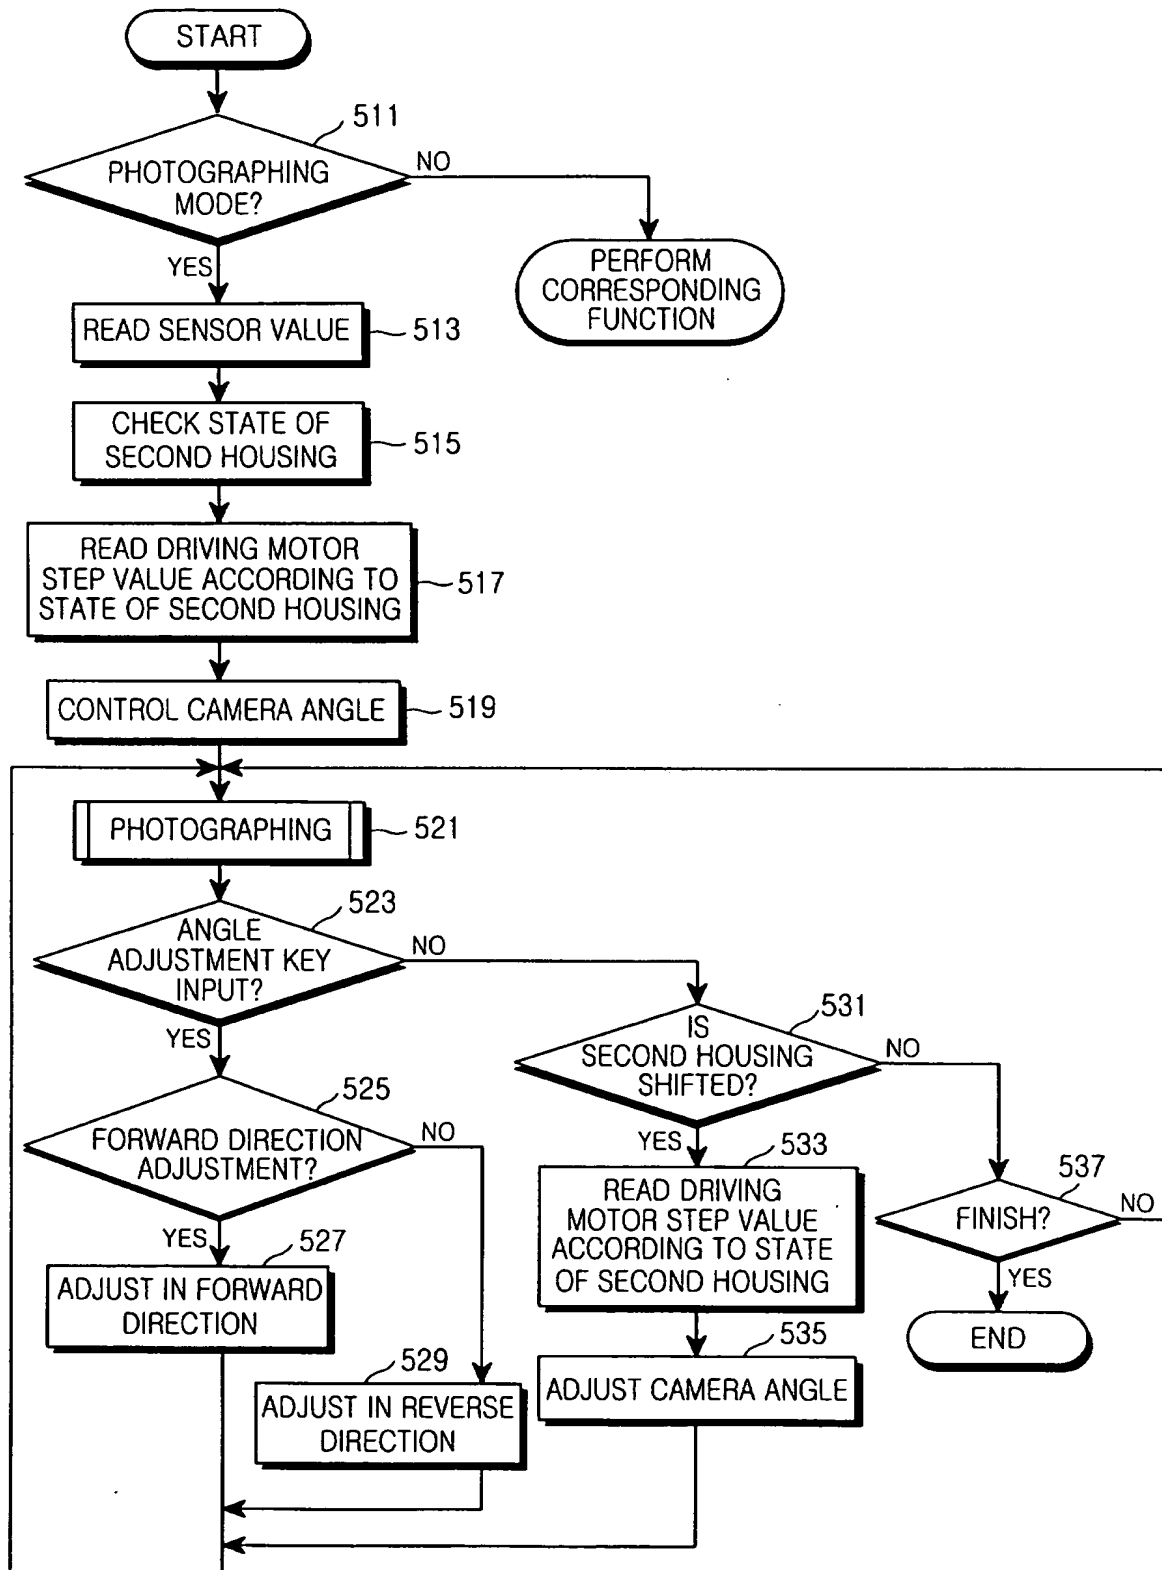 START
511
PHOTOGRAPHING
MODE?
NO
YES
PERFORM
CORRESPONDING
FUNCTION
READ SENSOR VALUE
513
CHECK STATE OF
SECOND HOUSING
515
READ DRIVING MOTOR
STEP VALUE ACCORDING TO
STATE OF SECOND HOUSING
517
CONTROL CAMERA ANGLE
519
PHOTOGRAPHING
521
523
ANGLE
ADJUSTMENT KEY
INPUT?
NO
YES
525
FORWARD DIRECTION
ADJUSTMENT?
NO
YES
527
ADJUST IN FORWARD
DIRECTION
529
ADJUST IN REVERSE
DIRECTION
531
IS
SECOND HOUSING
SHIFTED?
NO
YES
533
READ DRIVING
MOTOR STEP VALUE
ACCORDING TO STATE
OF SECOND HOUSING
535
ADJUST CAMERA ANGLE
537
FINISH?
NO
YES
END